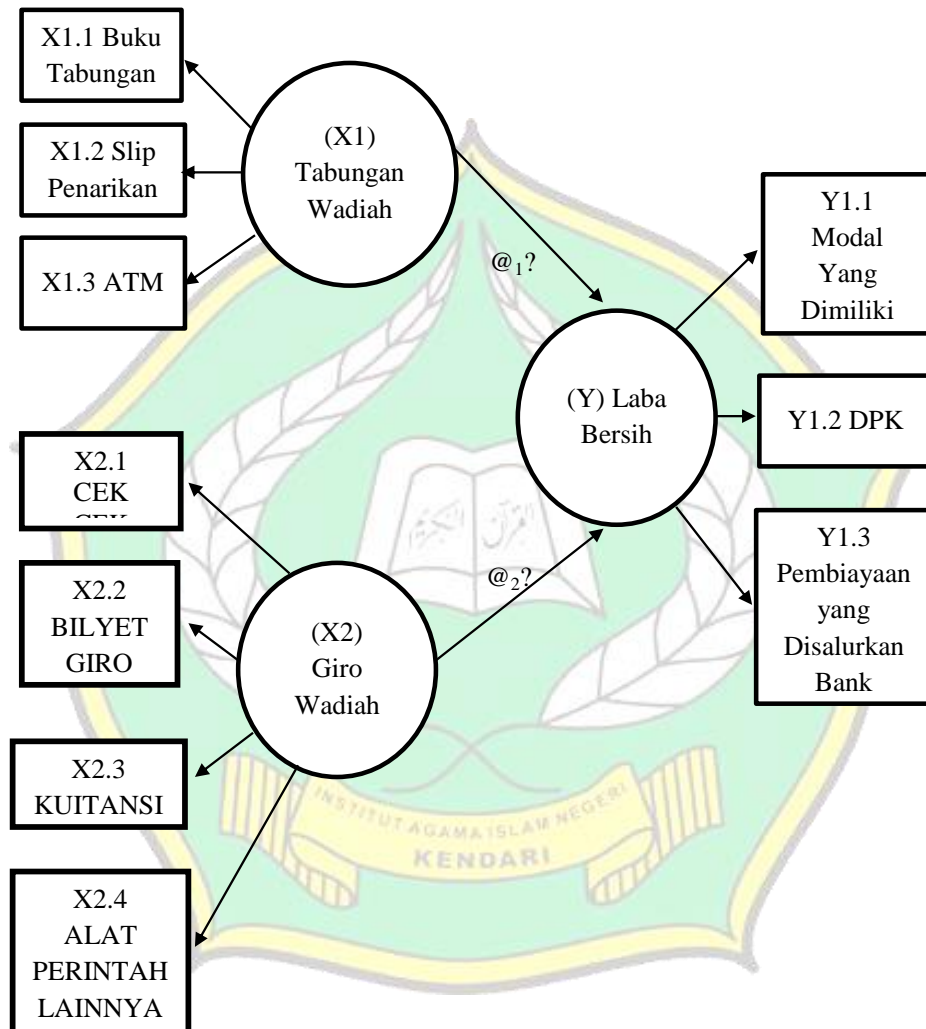 X1.1 Buku
Tabungan
X1.2 Slip
Penarikan
X1.3 ATM
(X1)
Tabungan
Wadiah
@1?
Y1.1
Modal
Yang
Dimiliki
(Y) Laba
Bersih
Y1.2 DPK
Y1.3
Pembiayaan
yang
Disalurkan
Bank
X2.1
CEK
X2.2
BILYET
GIRO
X2.3
KUITANSI
X2.4
ALAT
PERINTAH
LAINNYA
(X2)
Giro
Wadiah
@2?
INSTITUT AGAMA ISLAM NEGERI
KENDARI